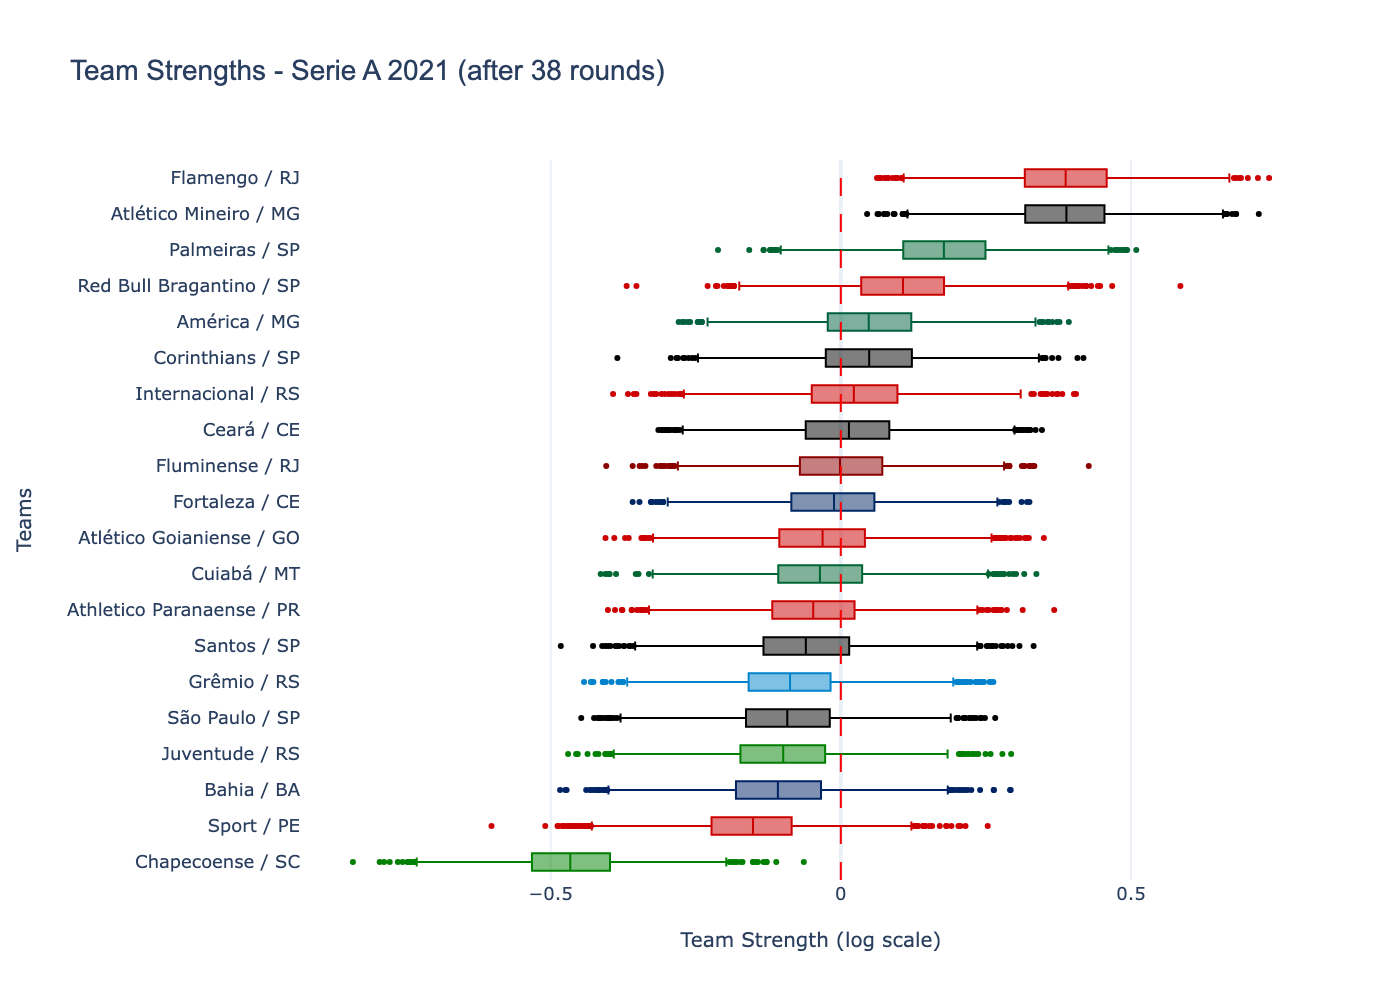 Team Strengths - Serie A 2021 (after 38 rounds)
Flamengo / RJ
Atlético Mineiro / MG
Palmeiras / SP
Red Bull Bragantino / SP
América / MG
Corinthians / SP
Internacional / RS
Ceará / CE
Fluminense / RJ
Fortaleza / CE
Atlético Goianiense / GO
Cuiabá / MT
Athletico Paranaense / PR
Santos / SP
Grêmio / RS
São Paulo / SP
Juventude / RS
Bahia / BA
Sport / PE
Chapecoense / SC
Teams
−0.5 0 0.5
Team Strength (log scale)